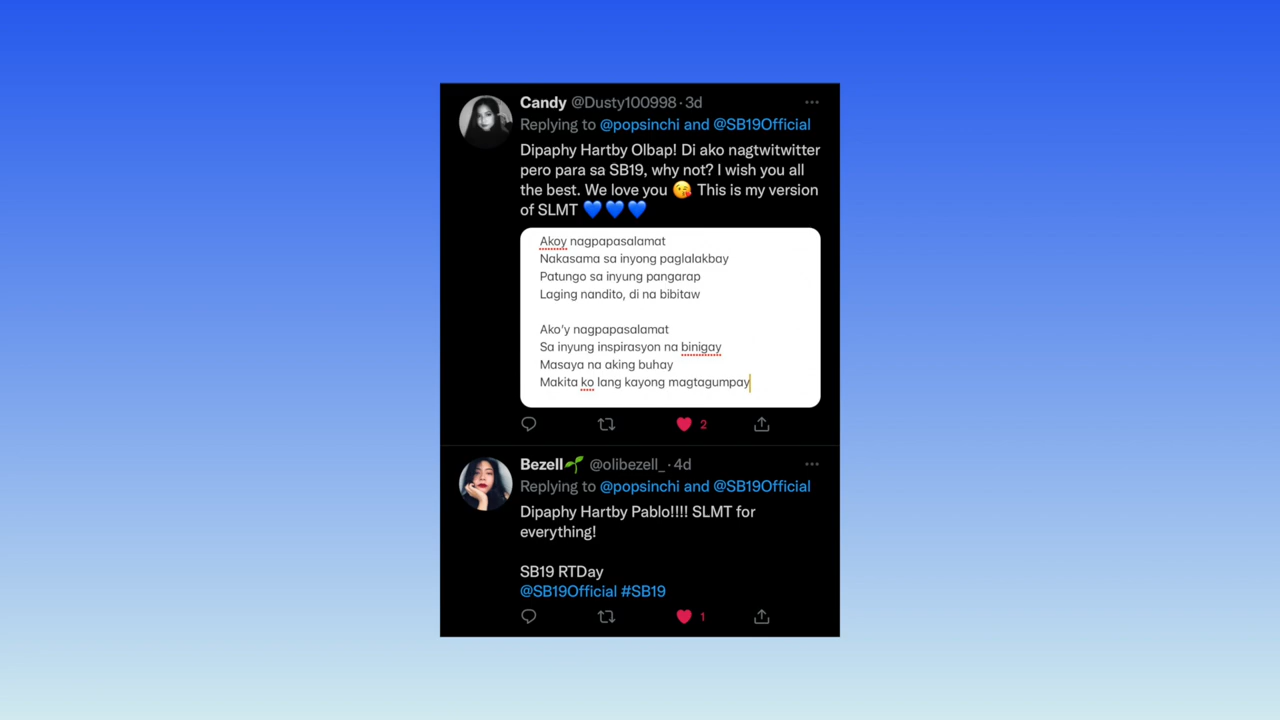 Candy @Dusty100998 · 3d
Replying to @popsinchi and @SB19Official
Dipaphy Hartby Olbap! Di ako nagtwitwitter
pero para sa SB19, why not? I wish you all
the best. We love you 😘 This is my version
of SLMT 💙💙💙
Akoy nagpapasalamat
Nakasama sa inyong paglalakbay
Patungo sa inyung pangarap
Laging nandito, di na bibitaw
Ako'y nagpapasalamat
Sa inyung inspirasyon na binigay
Masaya na aking buhay
Makita ko lang kayong magtagumpay
2
Bezell🌱 @olibezell_ · 4d
Replying to @popsinchi and @SB19Official
Dipaphy Hartby Pablo!!!! SLMT for
everything!
SB19 RTDay
@SB19Official #SB19
1